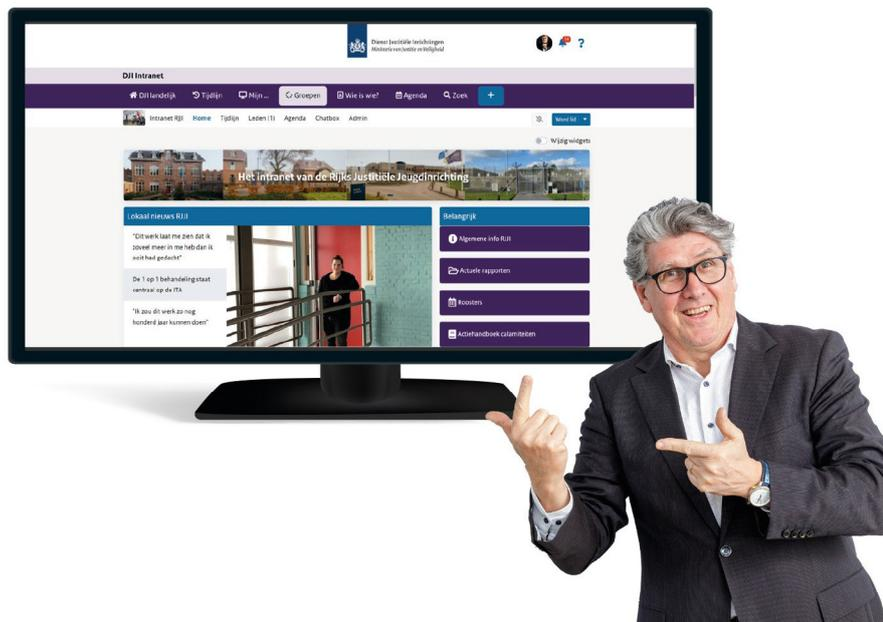 Dienst Justitiële Inrichtingen
Ministerie van Justitie en Veiligheid
?
DJI Intranet
DJI landelijk Tijdlijn Mijn ... Groepen Wie is wie? Agenda Zoek +
Intranet RJJI Home Tijdlijn Leden (1) Agenda Chatbox Admin Word lid
Wijzig widgets
Het intranet van de Rijks Justitiële Jeugdinrichting
Lokaal nieuws RJJI
Belangrijk
"Dit werk laat me zien dat ik
zoveel meer in me heb dan ik
ooit had gedacht"
De 1 op 1 behandeling staat
centraal op de ITA
"Ik zou dit werk zo nog
honderd jaar kunnen doen"
Algemene info RJJI
Actuele rapporten
Roosters
Actiehandboek calamiteiten